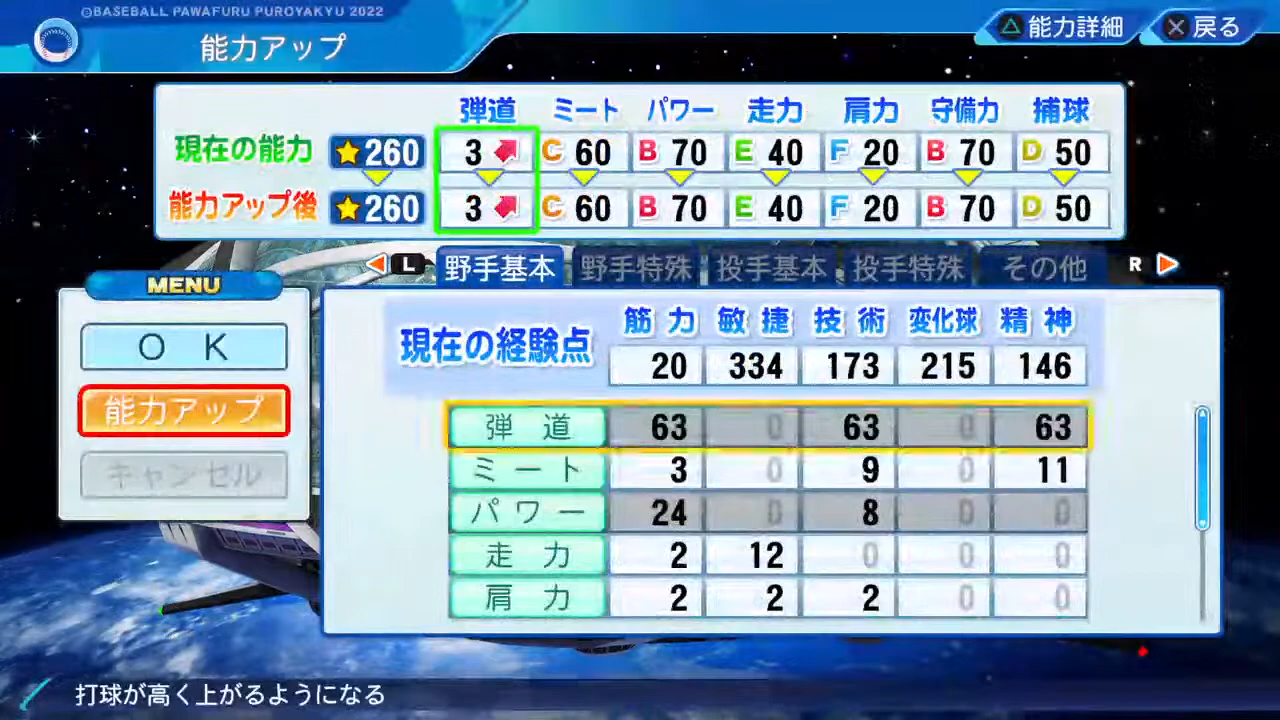 ©BASEBALL PAWAFURU PUROYAKYU 2022
能力アップ
△能力詳細 ×戻る
弾道 ミート パワー 走力 肩力 守備力 捕球
現在の能力 ★260 3 C 60 B 70 E 40 F 20 B 70 D 50
能力アップ後 ★260 3 C 60 B 70 E 40 F 20 B 70 D 50
L 野手基本 野手特殊 投手基本 投手特殊 その他 R
MENU
OK
能力アップ
キャンセル
筋力 敏捷 技術 変化球 精神
現在の経験点 20 334 173 215 146
弾道 63 0 63 0 63
ミート 3 0 9 0 11
パワー 24 0 8 0 0
走力 2 12 0 0 0
肩力 2 2 2 0 0
打球が高く上がるようになる